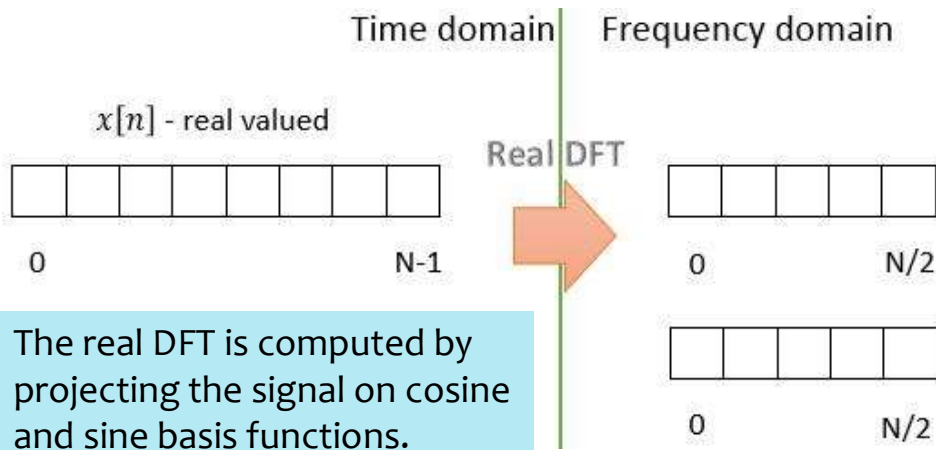 Time domain
Frequency domain
x[n] - real valued
Real DFT
0
N-1
0
N/2
The real DFT is computed by
projecting the signal on cosine
and sine basis functions.
0
N/2